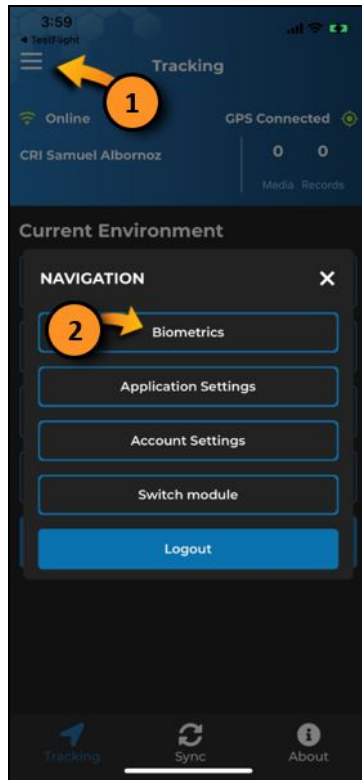 3:59
◀ TestFlight
Tracking
1
Online
GPS Connected
CRI Samuel Albornoz
0 0
Media Records
Current Environment
NAVIGATION
2
Biometrics
Application Settings
Account Settings
Switch module
Logout
Tracking Sync About